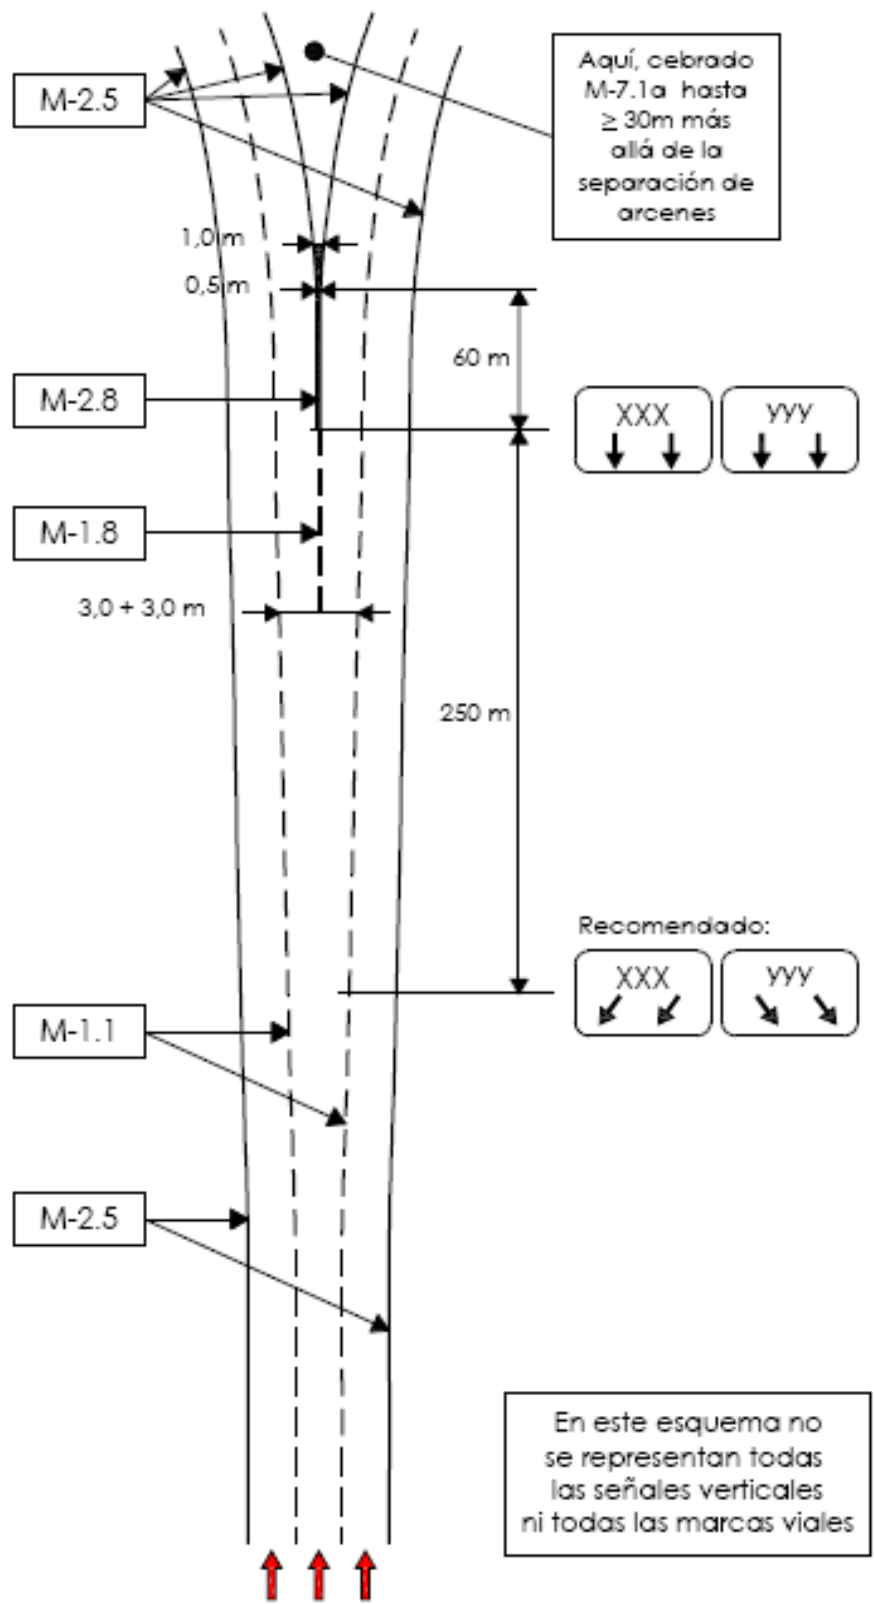 M-2.5
Aquí, cebrado
M-7.1a hasta
≥ 30m más
allá de la
separación de
arcenes
1,0 m
0,5 m
60 m
M-2.8
XXX
yyy
M-1.8
3,0 + 3,0 m
250 m
Recomendado:
XXX
yyy
M-1.1
M-2.5
En este esquema no
se representan todas
las señales verticales
ni todas las marcas viales